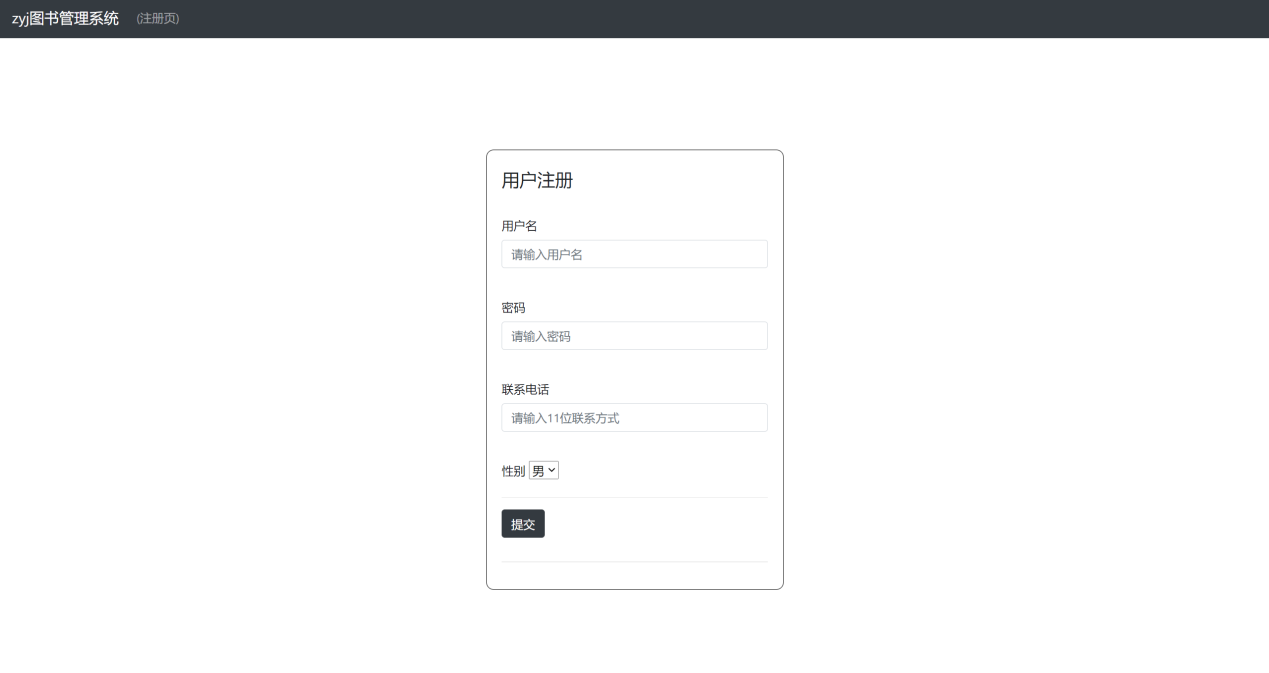 zyj图书管理系统 (注册页)
用户注册
用户名
请输入用户名
密码
请输入密码
联系电话
请输入11位联系方式
性别 男
提交